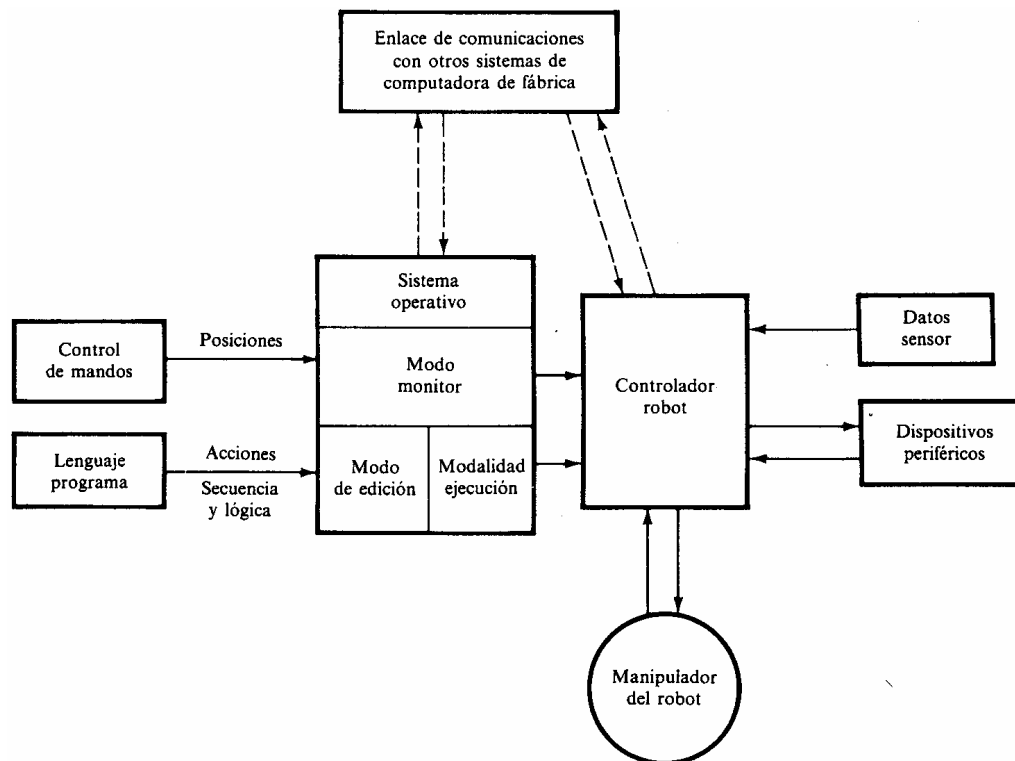 Enlace de comunicaciones
con otros sistemas de
computadora de fábrica
Sistema
operativo
Control
de mandos
Posiciones
Modo
monitor
Lenguaje
programa
Acciones
Secuencia
y lógica
Modo
de edición
Modalidad
ejecución
Controlador
robot
Datos
sensor
Dispositivos
periféricos
Manipulador
del robot